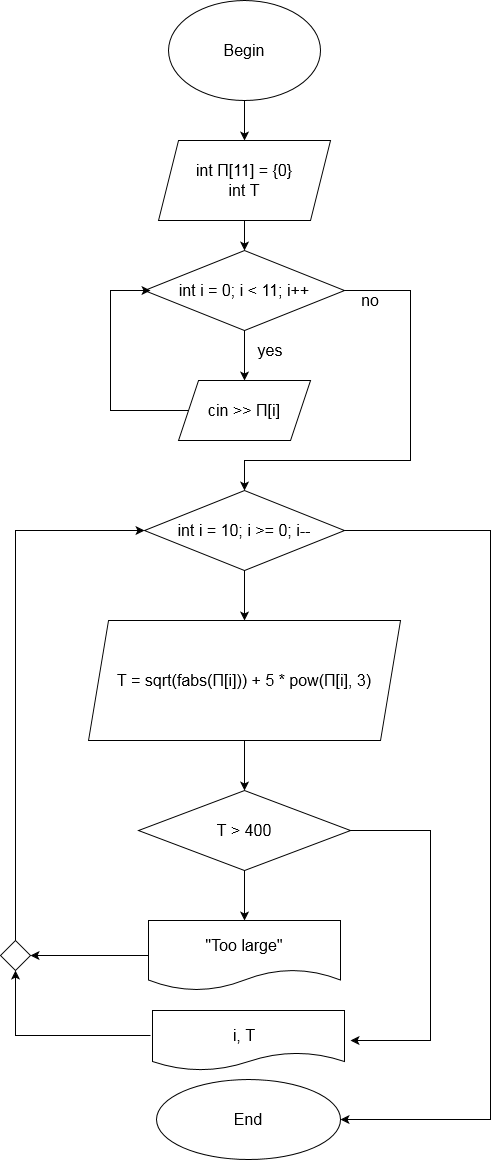 Begin
int П[11] = {0}
int T
int i = 0; i < 11; i++
no
yes
cin >> П[i]
int i = 10; i >= 0; i--
T = sqrt(fabs(П[i])) + 5 * pow(П[i], 3)
T > 400
"Too large"
i, T
End